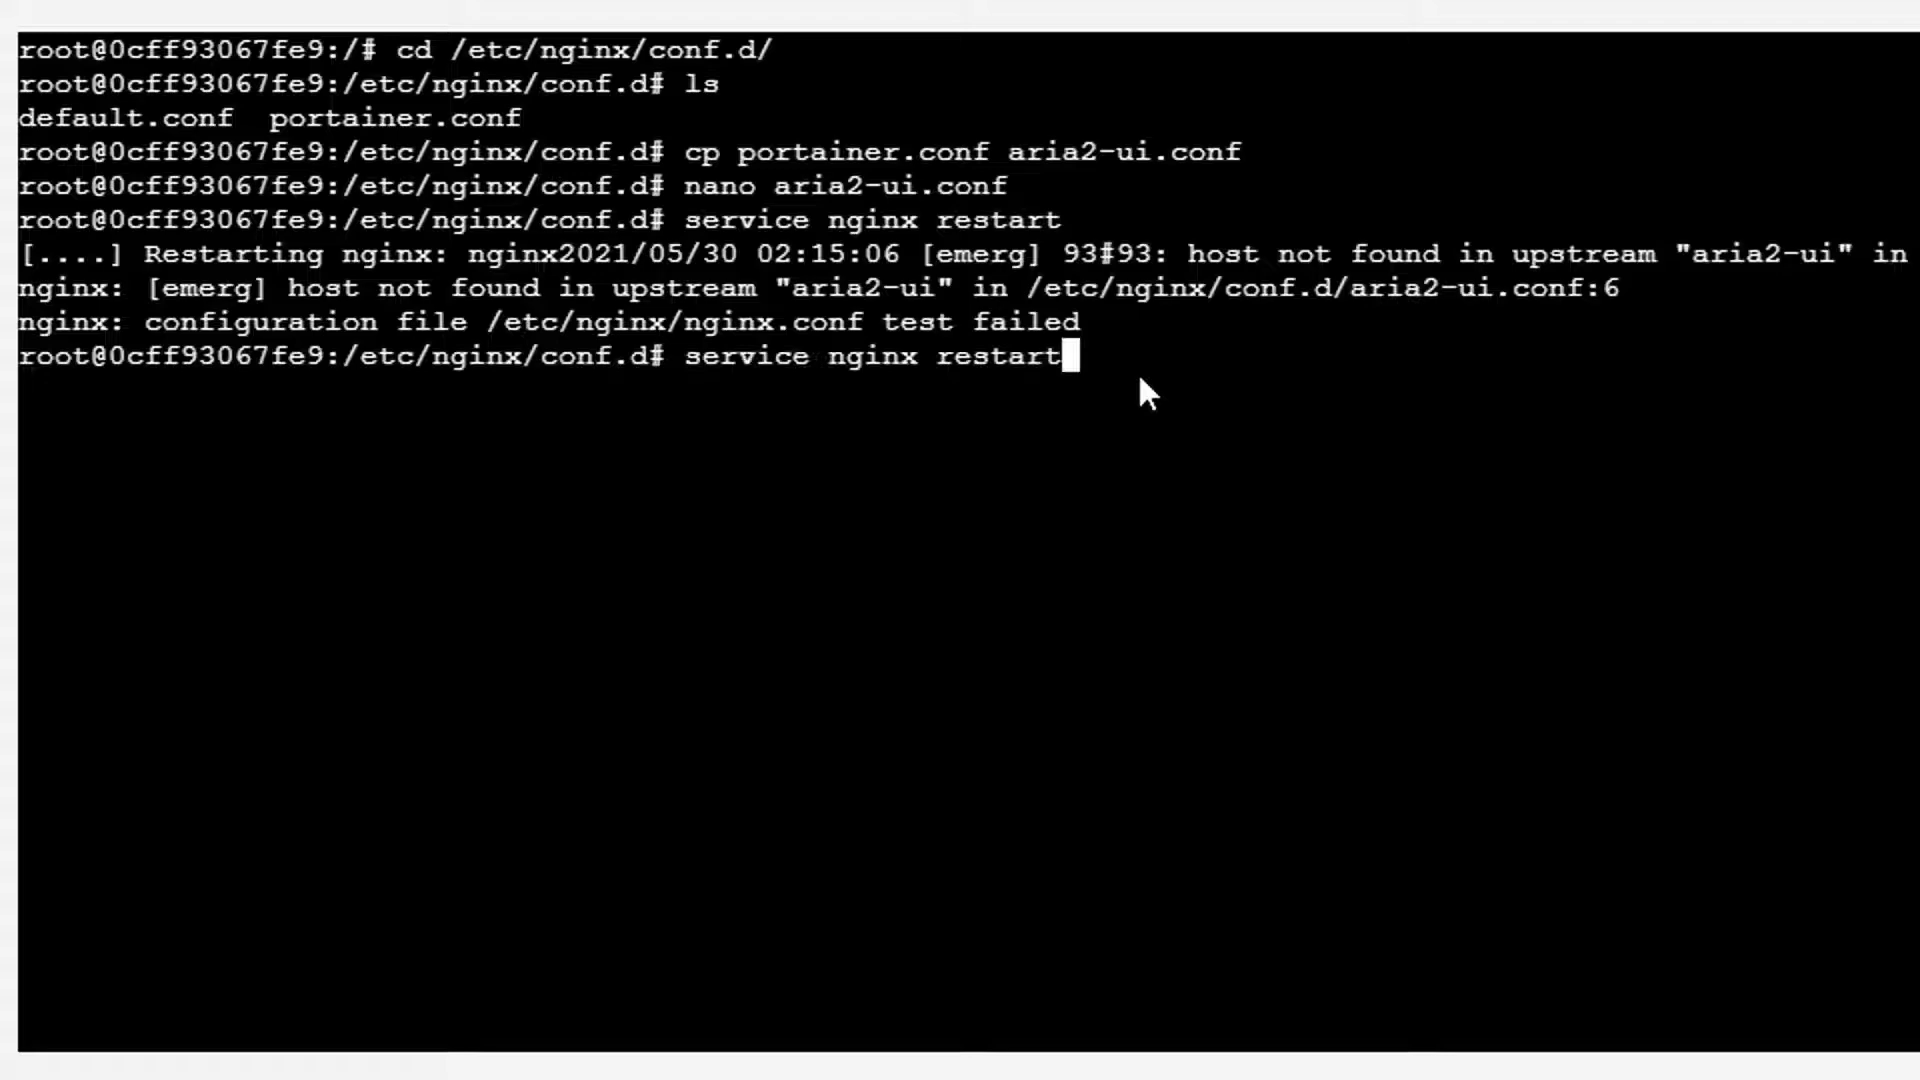 root@0cff93067fe9:/# cd /etc/nginx/conf.d/
root@0cff93067fe9:/etc/nginx/conf.d# ls
default.conf  portainer.conf
root@0cff93067fe9:/etc/nginx/conf.d# cp portainer.conf aria2-ui.conf
root@0cff93067fe9:/etc/nginx/conf.d# nano aria2-ui.conf
root@0cff93067fe9:/etc/nginx/conf.d# service nginx restart
[....] Restarting nginx: nginx2021/05/30 02:15:06 [emerg] 93#93: host not found in upstream "aria2-ui" in
nginx: [emerg] host not found in upstream "aria2-ui" in /etc/nginx/conf.d/aria2-ui.conf:6
nginx: configuration file /etc/nginx/nginx.conf test failed
root@0cff93067fe9:/etc/nginx/conf.d# service nginx restart